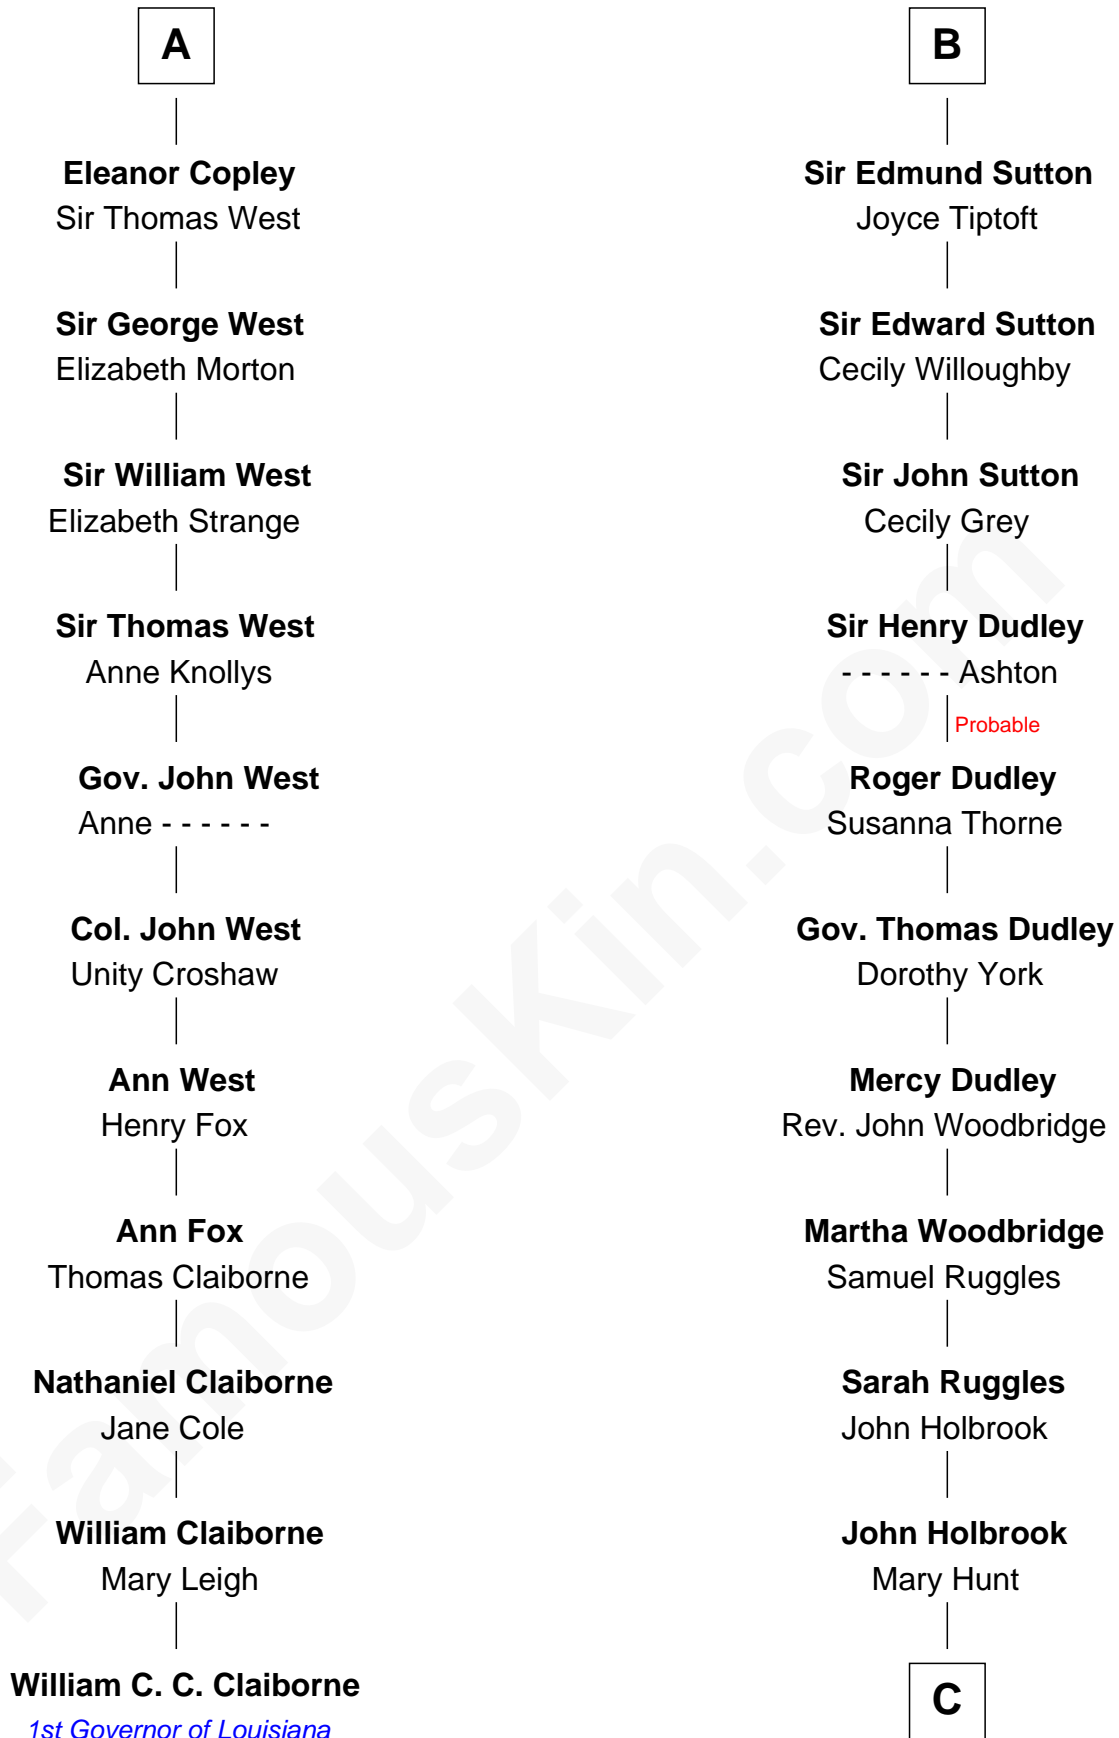 A
Eleanor Copley
Sir Thomas West
Sir George West
Elizabeth Morton
Sir William West
Elizabeth Strange
Sir Thomas West
Anne Knollys
Gov. John West
Anne - - - - - -
Col. John West
Unity Croshaw
Ann West
Henry Fox
Ann Fox
Thomas Claiborne
Nathaniel Claiborne
Jane Cole
William Claiborne
Mary Leigh
William C. C. Claiborne
1st Governor of Louisiana
B
Sir Edmund Sutton
Joyce Tiptoft
Sir Edward Sutton
Cecily Willoughby
Sir John Sutton
Cecily Grey
Sir Henry Dudley
- - - - - - Ashton
Probable
Roger Dudley
Susanna Thorne
Gov. Thomas Dudley
Dorothy York
Mercy Dudley
Rev. John Woodbridge
Martha Woodbridge
Samuel Ruggles
Sarah Ruggles
John Holbrook
John Holbrook
Mary Hunt
C
FamousKin.com